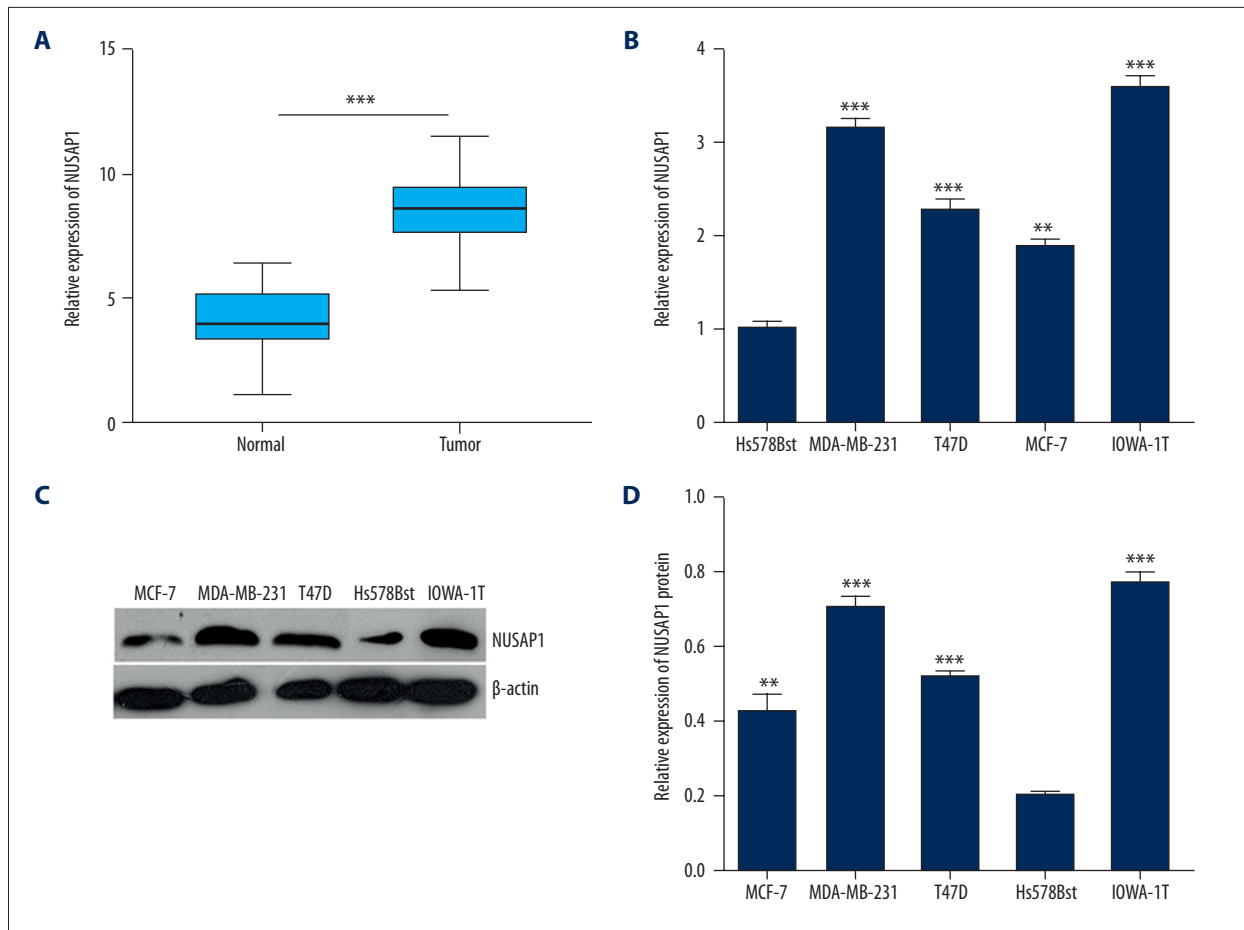 A
Relative expression of NUSAP1
15
10
5
0
***
Normal
Tumor
B
Relative expression of NUSAP1
4
3
2
1
0
***
***
**
***
Hs578Bst
MDA-MB-231
T47D
MCF-7
IOWA-1T
C
MCF-7
MDA-MB-231
T47D
Hs578Bst
IOWA-1T
NUSAP1
β-actin
D
Relative expression of NUSAP1 protein
1.0
0.8
0.6
0.4
0.2
0.0
**
***
***
***
MCF-7
MDA-MB-231
T47D
Hs578Bst
IOWA-1T